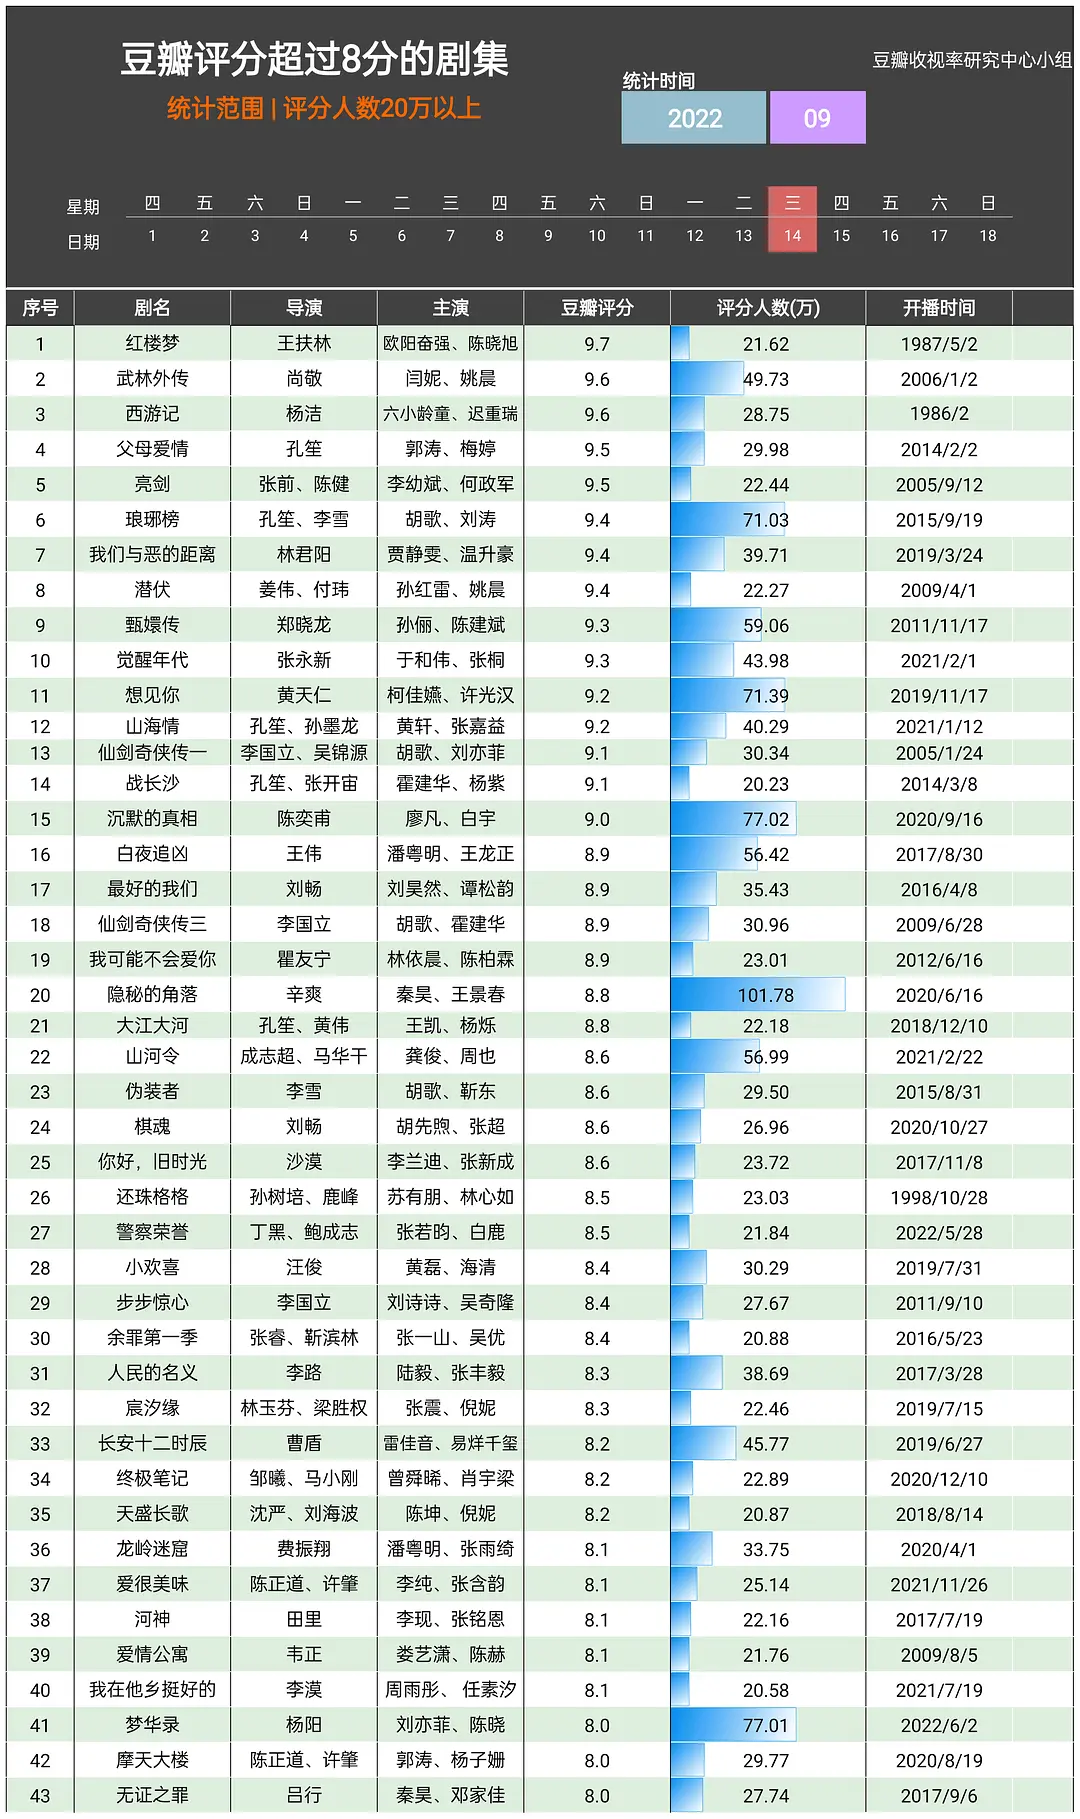 豆瓣评分超过8分的剧集
豆瓣收视率研究中心小组
统计范围 | 评分人数20万以上
统计时间
2022 09
星期 四 五 六 日 一 二 三 四 五 六 日 一 二 三 四 五 六 日
日期 1 2 3 4 5 6 7 8 9 10 11 12 13 14 15 16 17 18
序号 剧名 导演 主演 豆瓣评分 评分人数(万) 开播时间
1 红楼梦 王扶林 欧阳奋强、陈晓旭 9.7 21.62 1987/5/2
2 武林外传 尚敬 闫妮、姚晨 9.6 49.73 2006/1/2
3 西游记 杨洁 六小龄童、迟重瑞 9.6 28.75 1986/2
4 父母爱情 孔笙 郭涛、梅婷 9.5 29.98 2014/2/2
5 亮剑 张前、陈健 李幼斌、何政军 9.5 22.44 2005/9/12
6 琅琊榜 孔笙、李雪 胡歌、刘涛 9.4 71.03 2015/9/19
7 我们与恶的距离 林君阳 贾静雯、温升豪 9.4 39.71 2019/3/24
8 潜伏 姜伟、付玮 孙红雷、姚晨 9.4 22.27 2009/4/1
9 甄嬛传 郑晓龙 孙俪、陈建斌 9.3 59.06 2011/11/17
10 觉醒年代 张永新 于和伟、张桐 9.3 43.98 2021/2/1
11 想见你 黄天仁 柯佳嬿、许光汉 9.2 71.39 2019/11/17
12 山海情 孔笙、孙墨龙 黄轩、张嘉益 9.2 40.29 2021/1/12
13 仙剑奇侠传一 李国立、吴锦源 胡歌、刘亦菲 9.1 30.34 2005/1/24
14 战长沙 孔笙、张开宙 霍建华、杨紫 9.1 20.23 2014/3/8
15 沉默的真相 陈奕甫 廖凡、白宇 9.0 77.02 2020/9/16
16 白夜追凶 王伟 潘粤明、王龙正 8.9 56.42 2017/8/30
17 最好的我们 刘畅 刘昊然、谭松韵 8.9 35.43 2016/4/8
18 仙剑奇侠传三 李国立 胡歌、霍建华 8.9 30.96 2009/6/28
19 我可能不会爱你 瞿友宁 林依晨、陈柏霖 8.9 23.01 2012/6/16
20 隐秘的角落 辛爽 秦昊、王景春 8.8 101.78 2020/6/16
21 大江大河 孔笙、黄伟 王凯、杨烁 8.8 22.18 2018/12/10
22 山河令 成志超、马华干 龚俊、周也 8.6 56.99 2021/2/22
23 伪装者 李雪 胡歌、靳东 8.6 29.50 2015/8/31
24 棋魂 刘畅 胡先煦、张超 8.6 26.96 2020/10/27
25 你好，旧时光 沙漠 李兰迪、张新成 8.6 23.72 2017/11/8
26 还珠格格 孙树培、鹿峰 苏有朋、林心如 8.5 23.03 1998/10/28
27 警察荣誉 丁黑、鲍成志 张若昀、白鹿 8.5 21.84 2022/5/28
28 小欢喜 汪俊 黄磊、海清 8.4 30.29 2019/7/31
29 步步惊心 李国立 刘诗诗、吴奇隆 8.4 27.67 2011/9/10
30 余罪第一季 张睿、靳滨林 张一山、吴优 8.4 20.88 2016/5/23
31 人民的名义 李路 陆毅、张丰毅 8.3 38.69 2017/3/28
32 宸汐缘 林玉芬、梁胜权 张震、倪妮 8.3 22.46 2019/7/15
33 长安十二时辰 曹盾 雷佳音、易烊千玺 8.2 45.77 2019/6/27
34 终极笔记 邹曦、马小刚 曾舜晞、肖宇梁 8.2 22.89 2020/12/10
35 天盛长歌 沈严、刘海波 陈坤、倪妮 8.2 20.87 2018/8/14
36 龙岭迷窟 费振翔 潘粤明、张雨绮 8.1 33.75 2020/4/1
37 爱很美味 陈正道、许肇 李纯、张含韵 8.1 25.14 2021/11/26
38 河神 田里 李现、张铭恩 8.1 22.16 2017/7/19
39 爱情公寓 韦正 娄艺潇、陈赫 8.1 21.76 2009/8/5
40 我在他乡挺好的 李漠 周雨彤、 任素汐 8.1 20.58 2021/7/19
41 梦华录 杨阳 刘亦菲、陈晓 8.0 77.01 2022/6/2
42 摩天大楼 陈正道、许肇 郭涛、杨子姗 8.0 29.77 2020/8/19
43 无证之罪 吕行 秦昊、邓家佳 8.0 27.74 2017/9/6